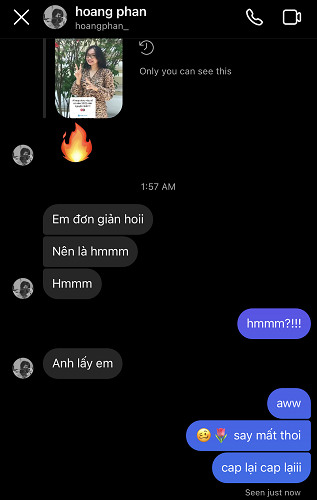 hoang phan
hoangphan_
Only you can see this
🔥
1:57 AM
Em đơn giản hoii
Nên là hmmm
Hmmm
hmmm?!!!
Anh lấy em
aww
🥴🌷 say mất thoi
cap lại cap lạiii
Seen just now